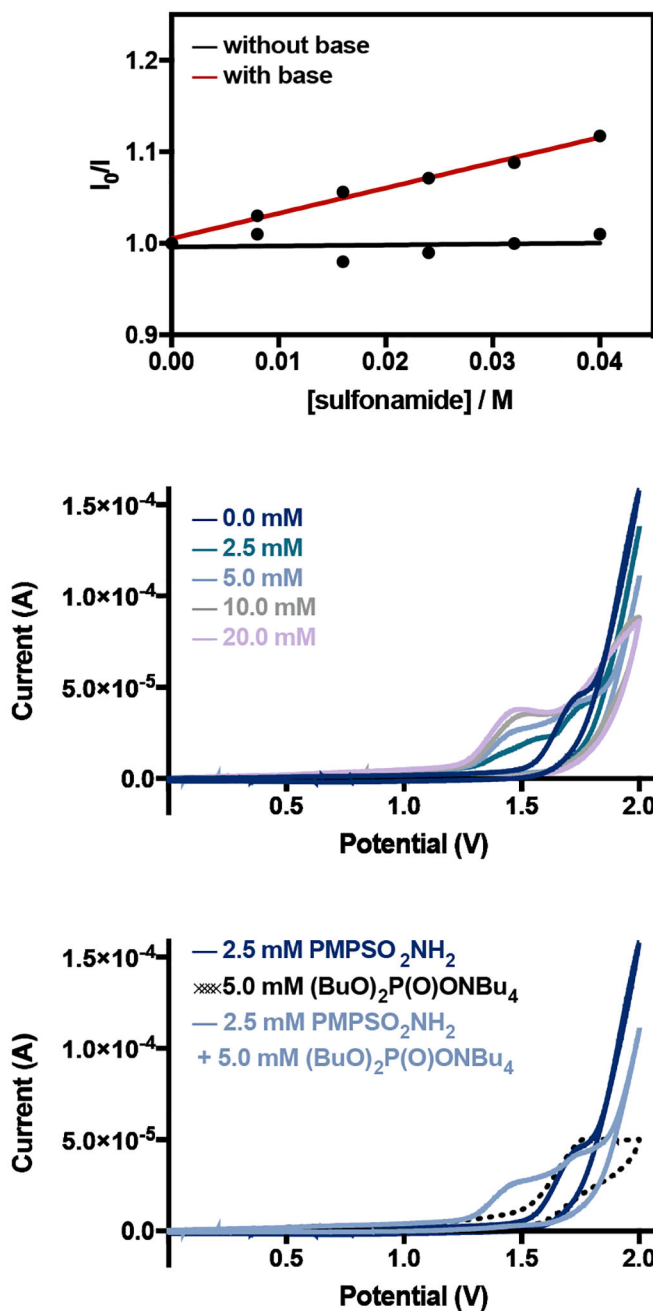 without base
with base
1.2
1.1
1.0
0.9
I0/I
0.00 0.01 0.02 0.03 0.04
[sulfonamide] / M
1.5×10-4
1.0×10-4
5.0×10-5
0.0
Current (A)
0.0 mM
2.5 mM
5.0 mM
10.0 mM
20.0 mM
0.5 1.0 1.5 2.0
Potential (V)
1.5×10-4
1.0×10-4
5.0×10-5
0.0
Current (A)
2.5 mM PMPSO2NH2
5.0 mM (BuO)2P(O)ONBu4
2.5 mM PMPSO2NH2
+ 5.0 mM (BuO)2P(O)ONBu4
0.5 1.0 1.5 2.0
Potential (V)